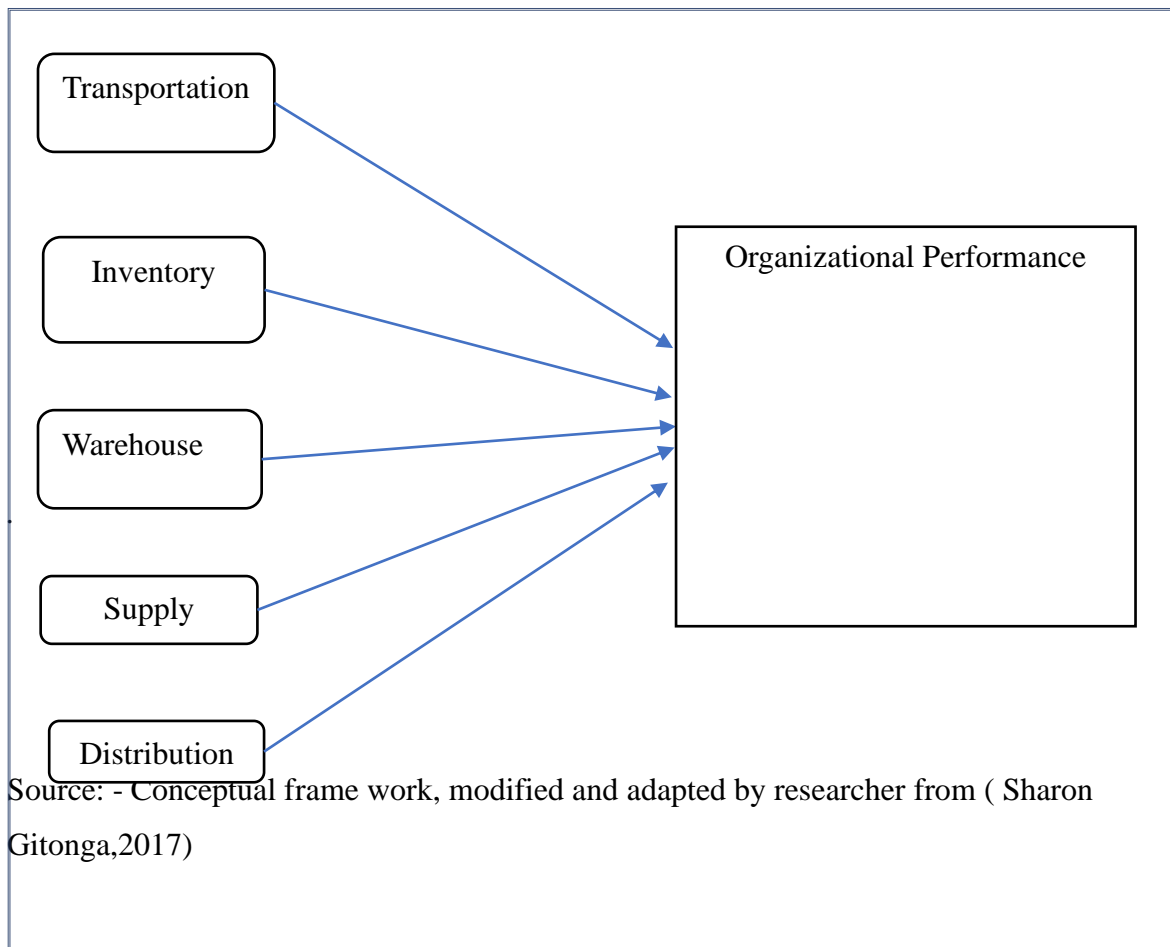 Transportation
Organizational Performance
Inventory
Warehouse
Supply
Distribution
Source: - Conceptual frame work, modified and adapted by researcher from ( Sharon
Gitonga,2017)